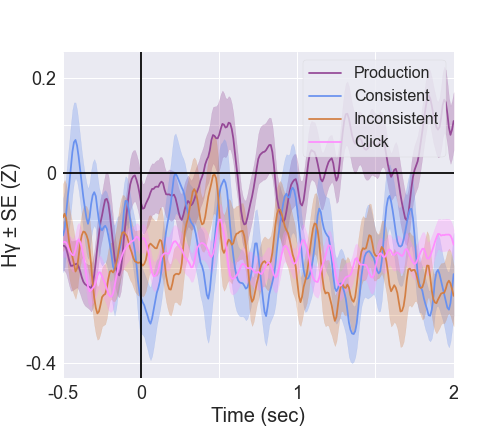 Production
Consistent
Inconsistent
Click
0.2
0
-0.4
Hγ ± SE (Z)
-0.5
0
1
2
Time (sec)